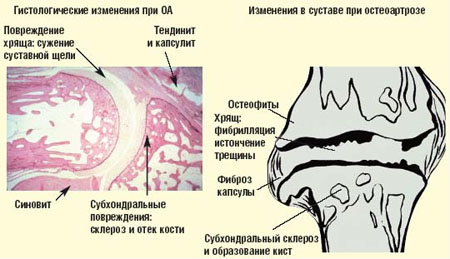 Гистологические изменения при ОА
Повреждение
хряща: сужение
суставной щели
Тендинит
и капсулит
Синовит
Субхондральные
повреждения:
склероз и отек кости
Изменения в суставе при остеоартрозе
Остеофиты
Хрящ:
фибрилляция
истончение
трещины
Фиброз
капсулы
Субхондральный склероз
и образование кист